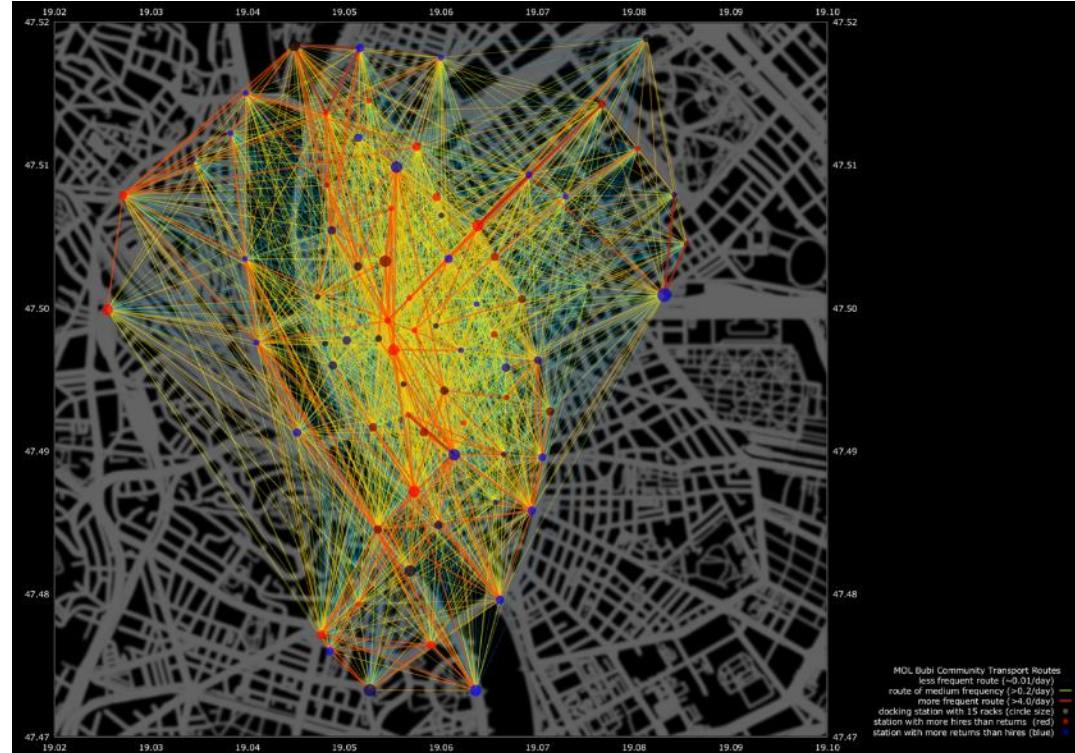 19.02 19.03 19.04 19.05 19.06 19.07 19.08 19.09 19.10
47.52 47.52
47.51 47.51
47.50 47.50
47.49 47.49
47.48 47.48
47.47 47.47
19.02 19.03 19.04 19.05 19.06 19.07 19.08 19.09 19.10
MOL Bubi Community Transport Routes
less frequent route (~0.01/day)
route of medium frequency (>0.2/day)
more frequent route (>4.0/day)
docking station with 15 racks (circle size)
station with more hires than returns (red)
station with more returns than hires (blue)